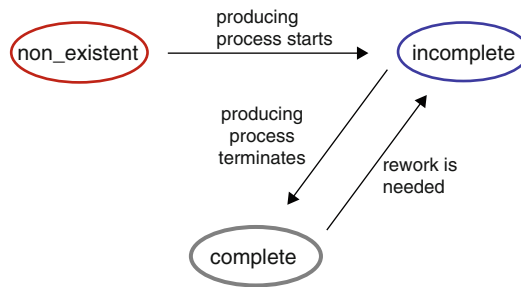 producing
process starts
non_existent
incomplete
producing
process
terminates
rework is
needed
complete